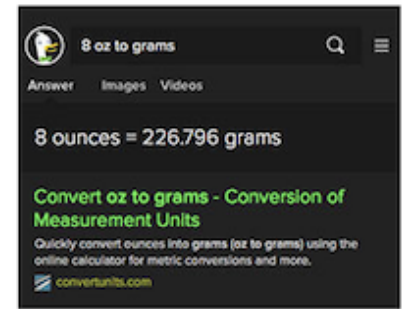 8 oz to grams
Answer Images Videos
8 ounces = 226.796 grams
Convert oz to grams - Conversion of
Measurement Units
Quickly convert ounces into grams (oz to grams) using the
online calculator for metric conversions and more.
convertunits.com